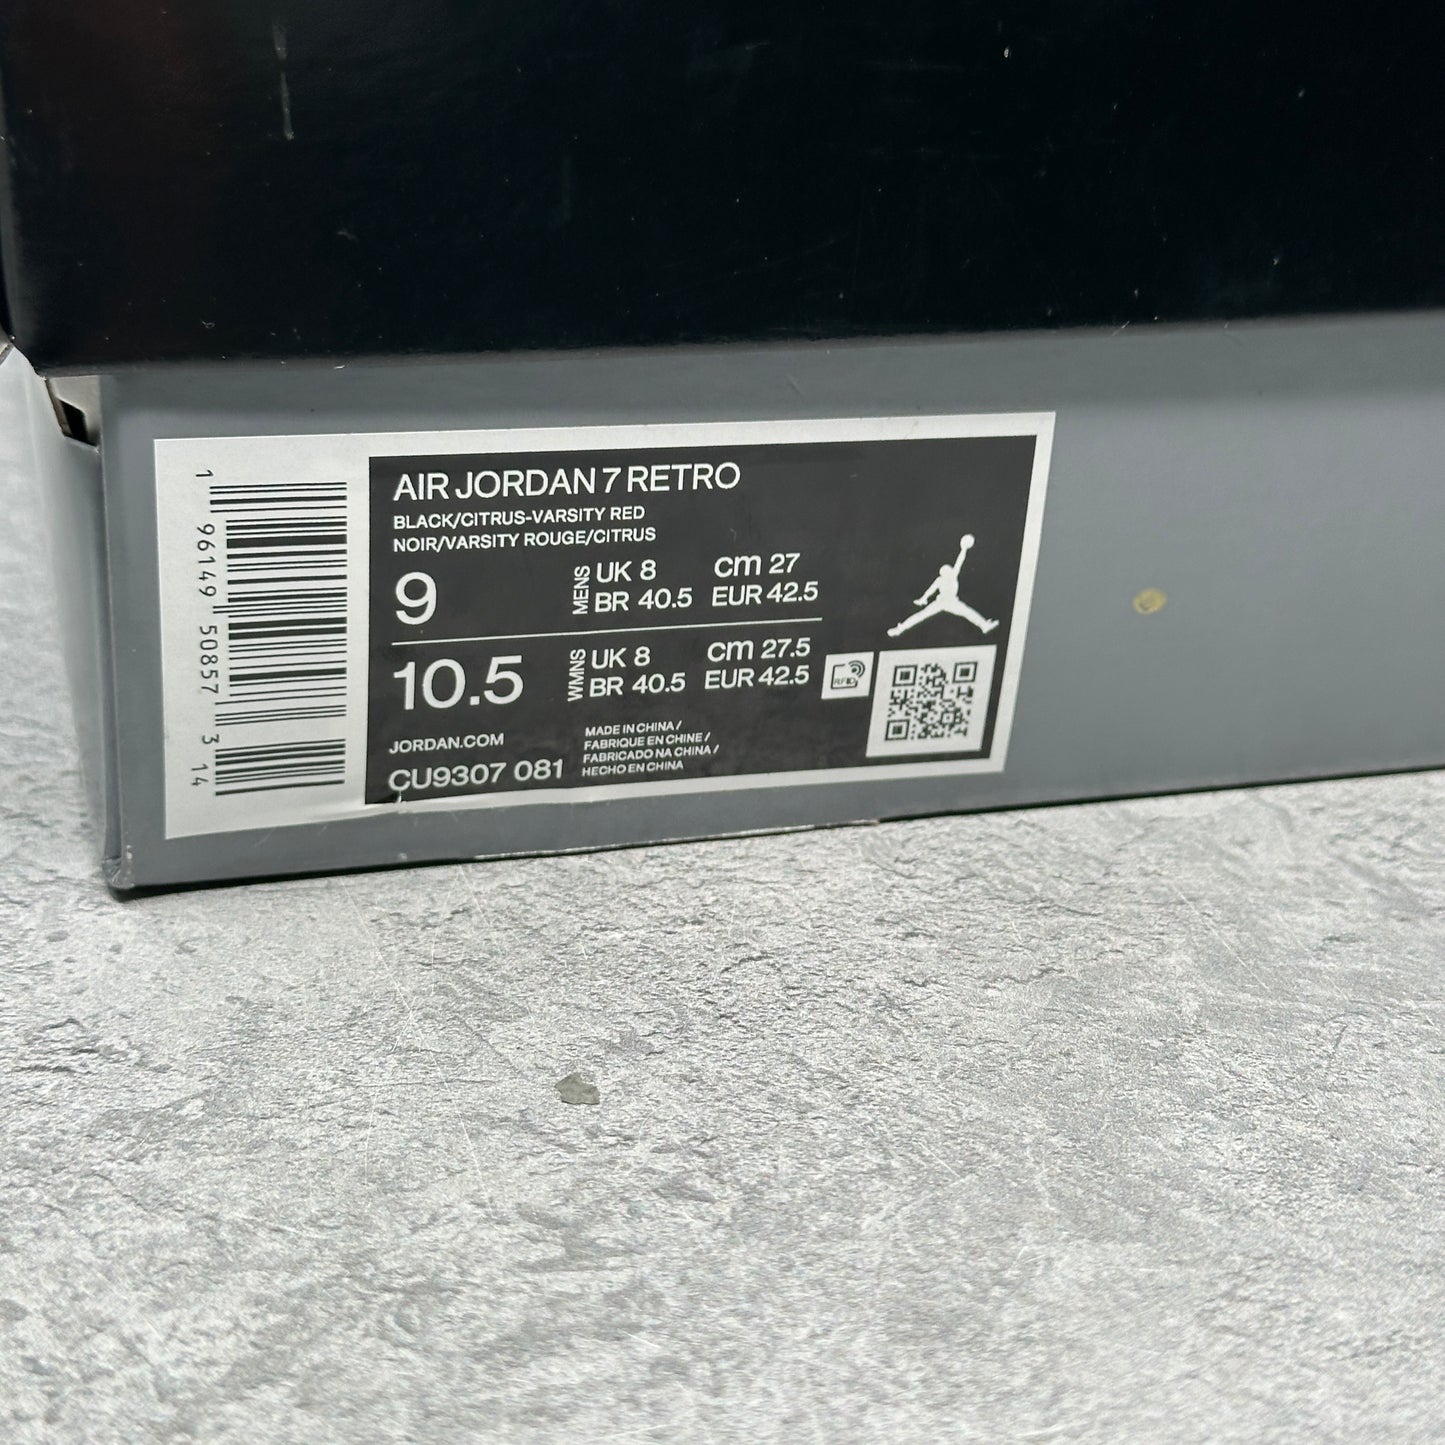 1 96149 50857 3 14
AIR JORDAN 7 RETRO
BLACK/CITRUS-VARSITY RED
NOIR/VARSITY ROUGE/CITRUS
9 MENS UK 8 cm 27
BR 40.5 EUR 42.5
10.5 WMNS UK 8 cm 27.5
BR 40.5 EUR 42.5
RFID
JORDAN.COM
CU9307 081
MADE IN CHINA /
FABRIQUE EN CHINE /
FABRICADO NA CHINA /
HECHO EN CHINA